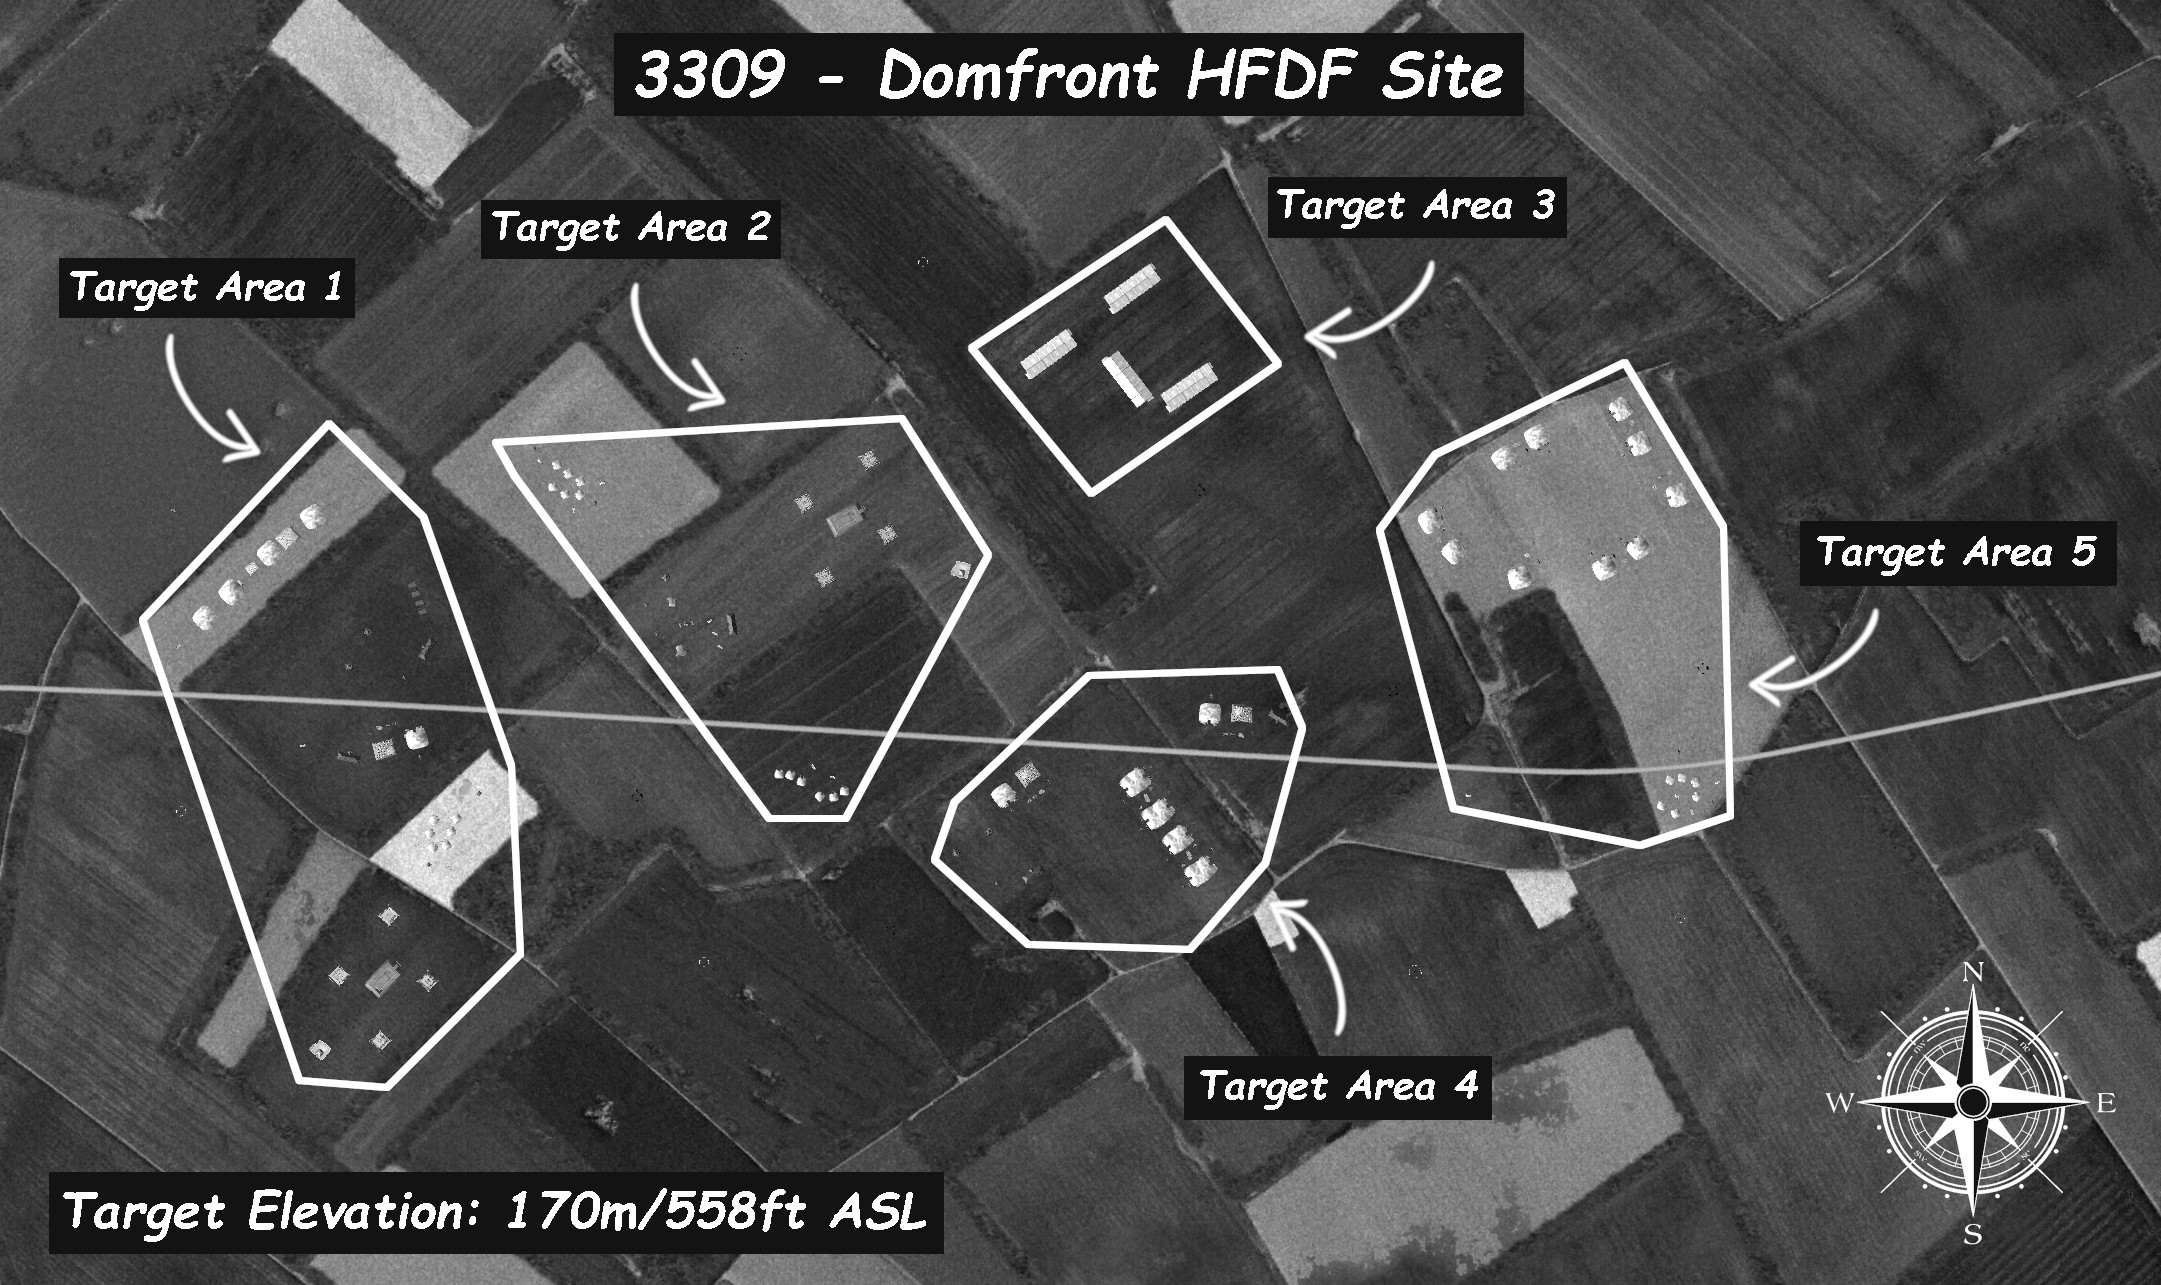 3309 - Domfront HFDF Site
Target Area 3
Target Area 2
Target Area 1
Target Area 5
N
W
E
Target Area 4
S
Target Elevation: 170m/558ft ASL